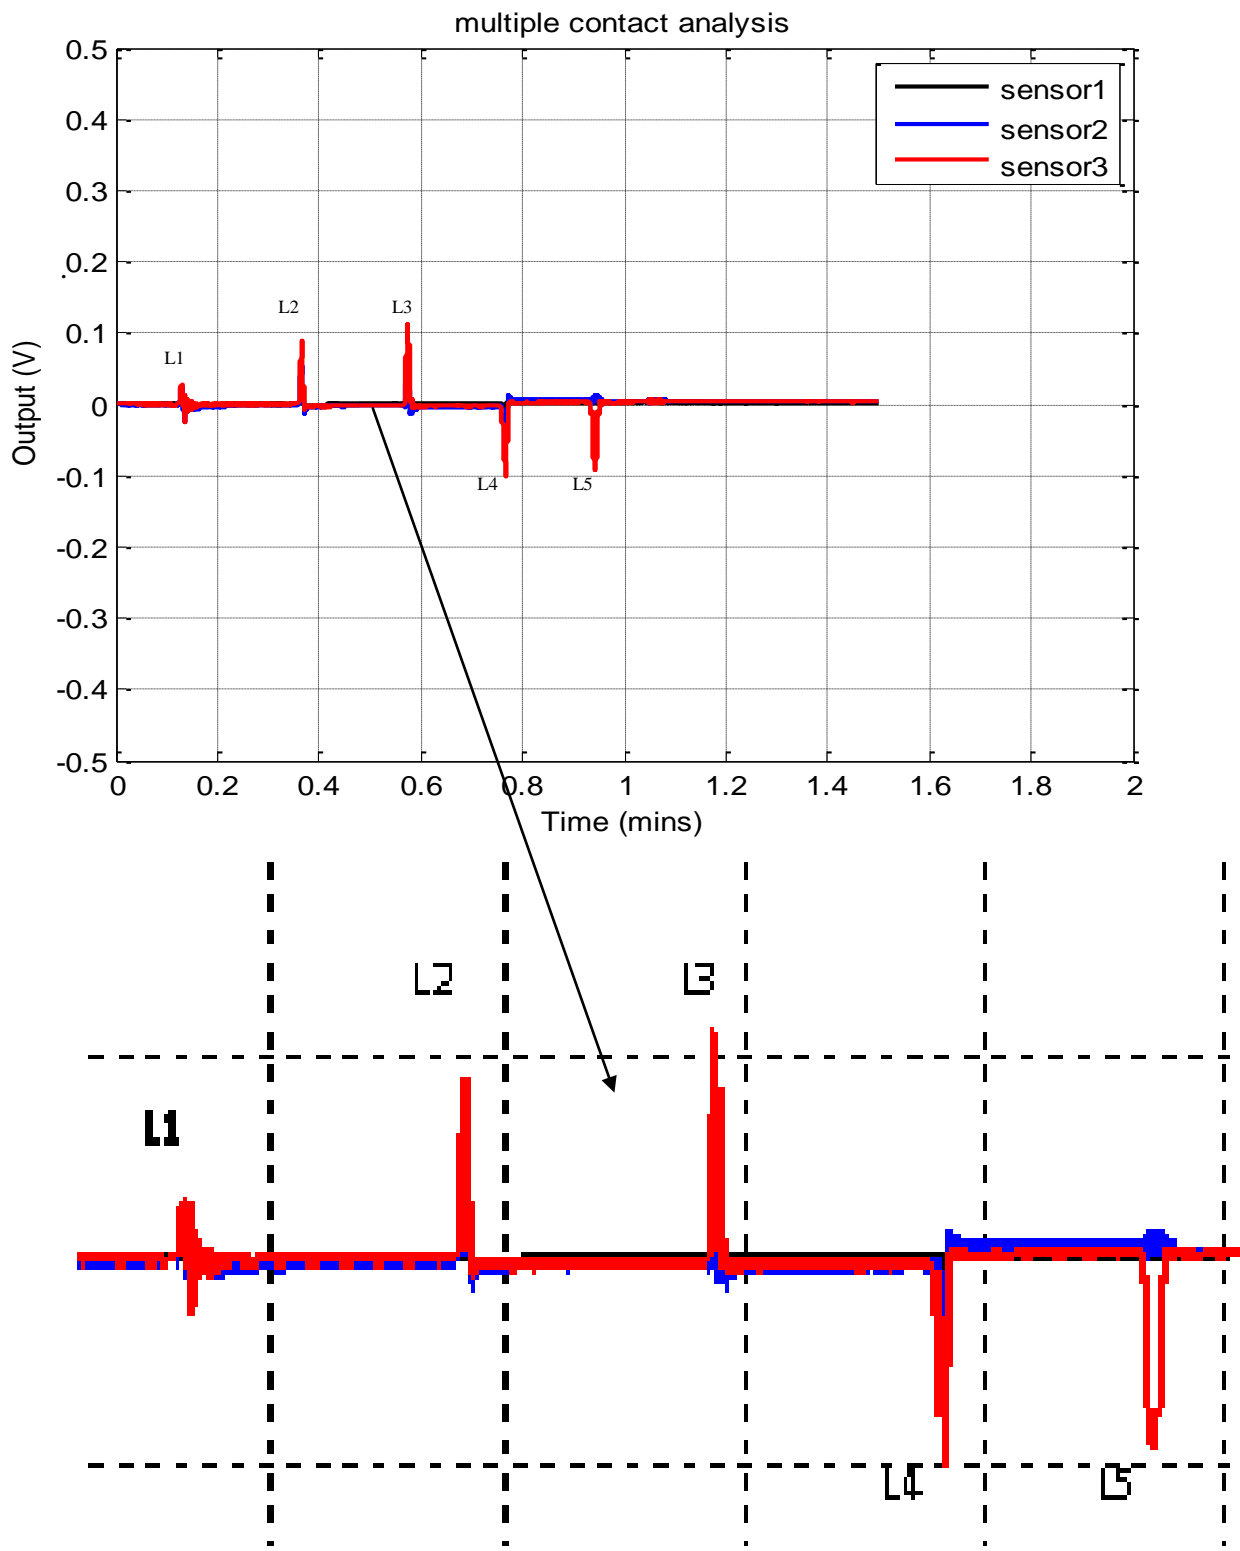 multiple contact analysis
0.5
0.4
0.3
0.2
0.1
0
-0.1
-0.2
-0.3
-0.4
-0.5
Output (V)
sensor1
sensor2
sensor3
L1
L2
L3
L4
L5
0 0.2 0.4 0.6 0.8 1 1.2 1.4 1.6 1.8 2
Time (mins)
L2 L3
L1
L4 L5